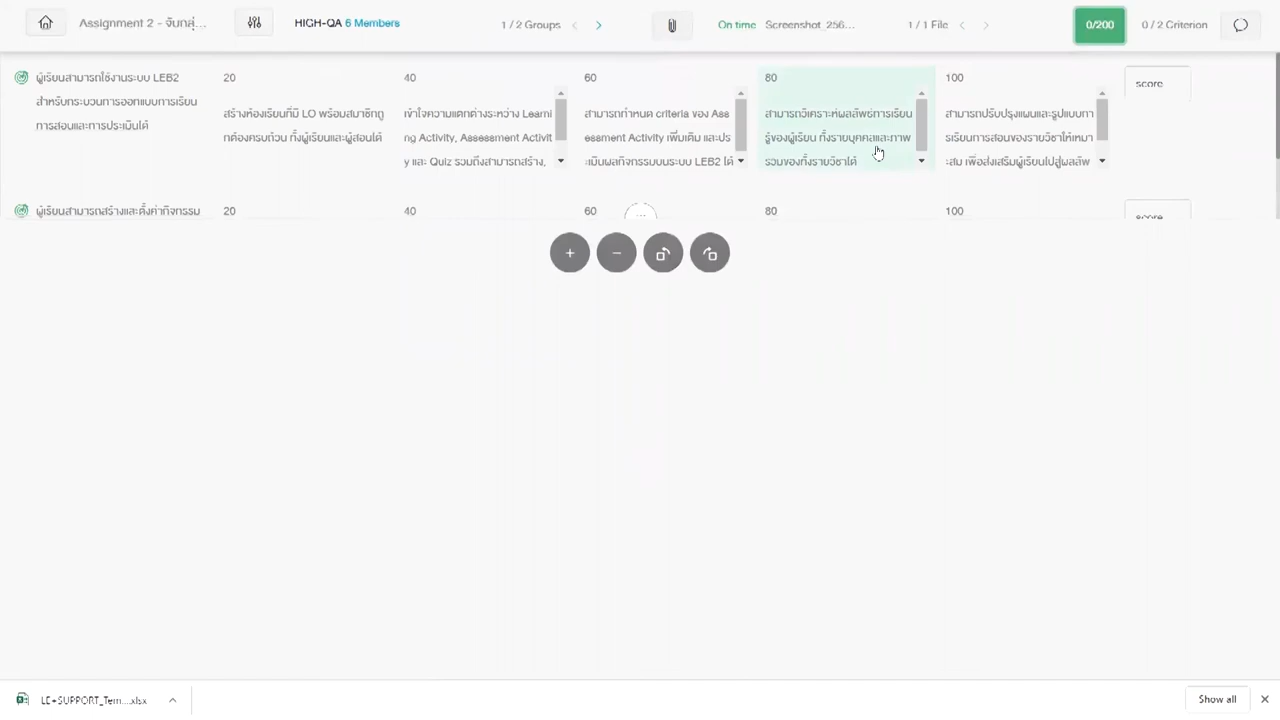 Assignment 2 - จับกลุ่...
HIGH-QA 6 Members
1 / 2 Groups
On time Screenshot_256...
1 / 1 File
0/200
0 / 2 Criterion
ผู้เรียนสามารถใช้งานระบบ LEB2
สำหรับกระบวนการออกแบบการเรียน
การสอนและการประเมินได้
20
สร้างห้องเรียนที่มี LO พร้อมสมาชิกถู
กต้องครบถ้วน ทั้งผู้เรียนและผู้สอนได้
40
เข้าใจความแตกต่างระหว่าง Learni
ng Activity, Assessment Activit
y และ Quiz รวมถึงสามารถสร้าง,
60
สามารถกำหนด criteria ของ Ass
essment Activity เพิ่มเติม และปร
ะเมินผลกิจกรรมบนระบบ LEB2 ได้
80
สามารถวิเคราะห์ผลลัพธ์การเรียน
รู้ของผู้เรียน ทั้งรายบุคคลและภาพ
รวมของทั้งรายวิชาได้
100
สามารถปรับปรุงแผนและรูปแบบกา
รเรียนการสอนของรายวิชาให้เหมา
ะสม เพื่อส่งเสริมผู้เรียนไปสู่ผลลัพ
score
ผู้เรียนสามารถสร้างและตั้งค่ากิจกรรม
20
40
60
80
100
score
LE+SUPPORT_Tem....xlsx
Show all